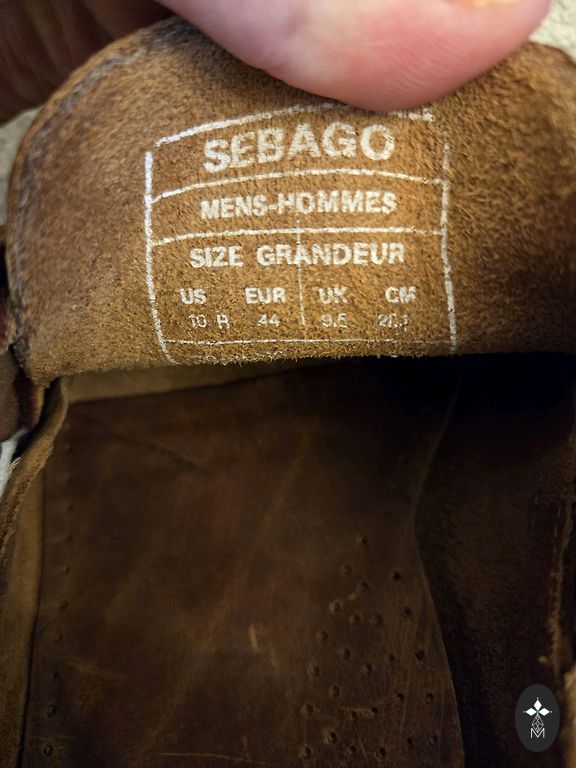 SEBAGO
MENS-HOMMES
SIZE GRANDEUR
US EUR UK CM
10 44 9.5